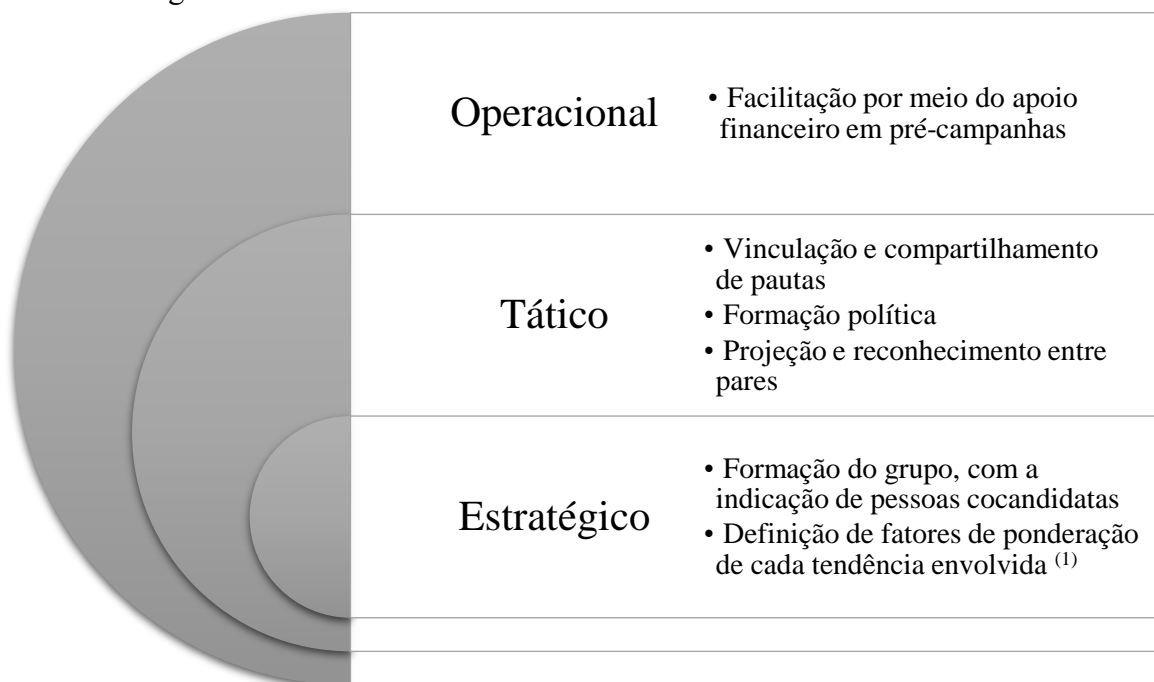 Operacional
• Facilitação por meio do apoio
financeiro em pré-campanhas
Tático
• Vinculação e compartilhamento
de pautas
• Formação política
• Projeção e reconhecimento entre
pares
Estratégico
• Formação do grupo, com a
indicação de pessoas cocandidatas
• Definição de fatores de ponderação
de cada tendência envolvida (1)